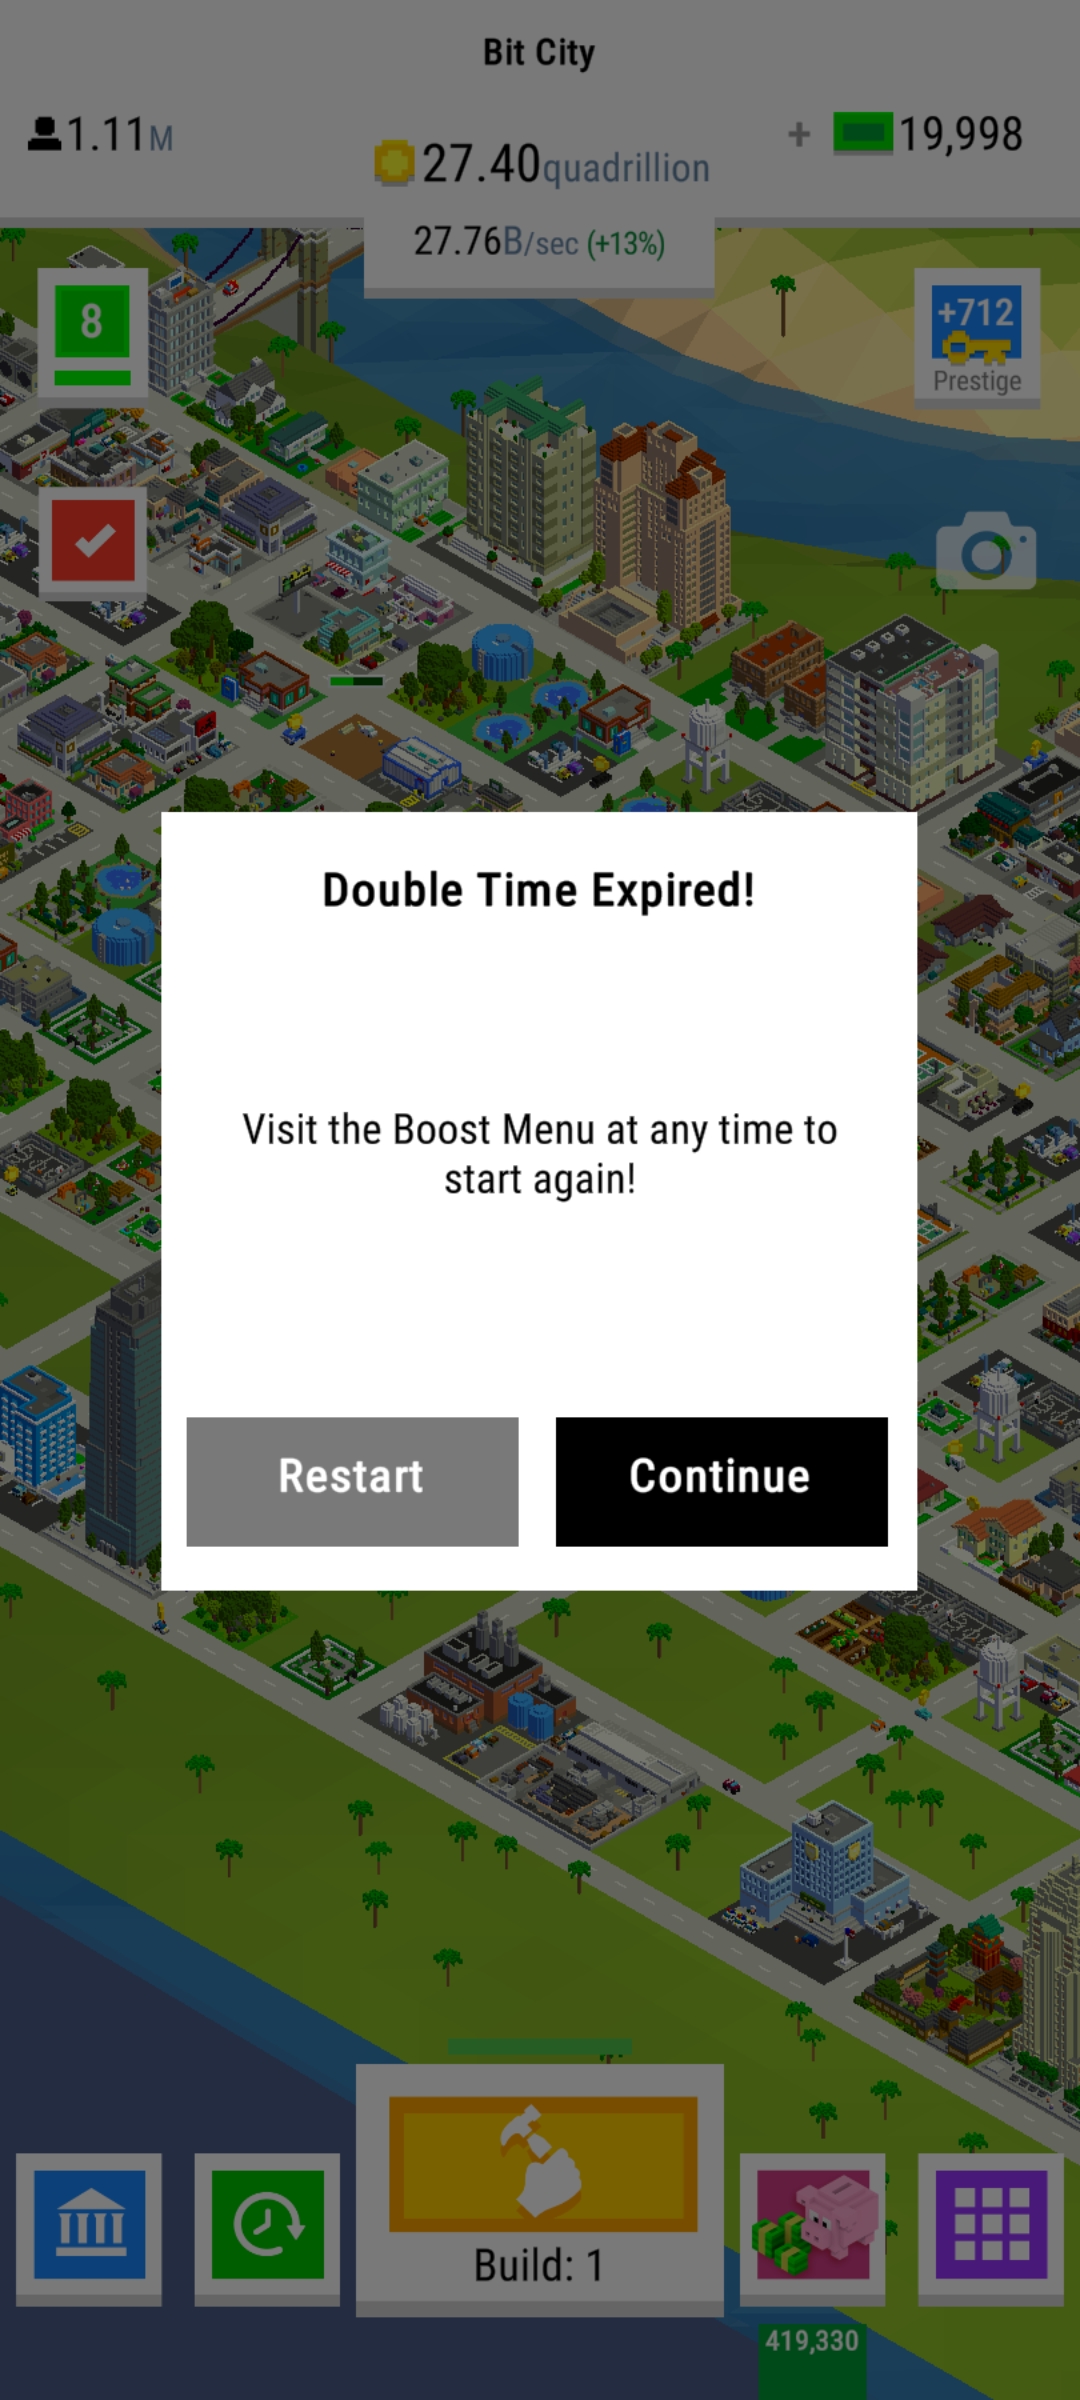 Bit City
1.11M
27.40quadrillion
+ 19,998
27.76B/sec (+13%)
8
+712
Prestige
Double Time Expired!
Visit the Boost Menu at any time to
start again!
Restart
Continue
Build: 1
419,330